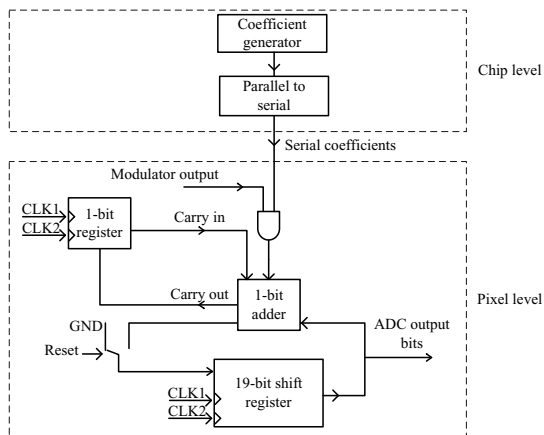 Coefficient
generator
Chip level
Parallel to
serial
Serial coefficients
Modulator output
CLK1
CLK2
1-bit
register
Carry in
Carry out
1-bit
adder
Pixel level
GND
Reset
ADC output
bits
CLK1
CLK2
19-bit shift
register